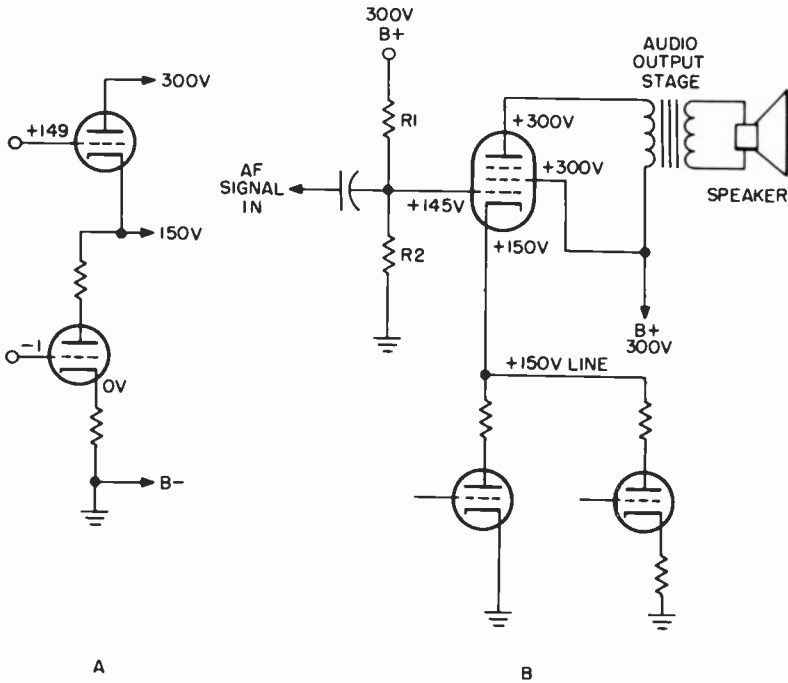 300V
B+
AUDIO
OUTPUT
STAGE
300V
+149
R1
+300V
AF
SIGNAL
IN
+300V
+145V
SPEAKER
150V
R2
+150V
B+
300V
-1
+150V LINE
0V
B-
A
B